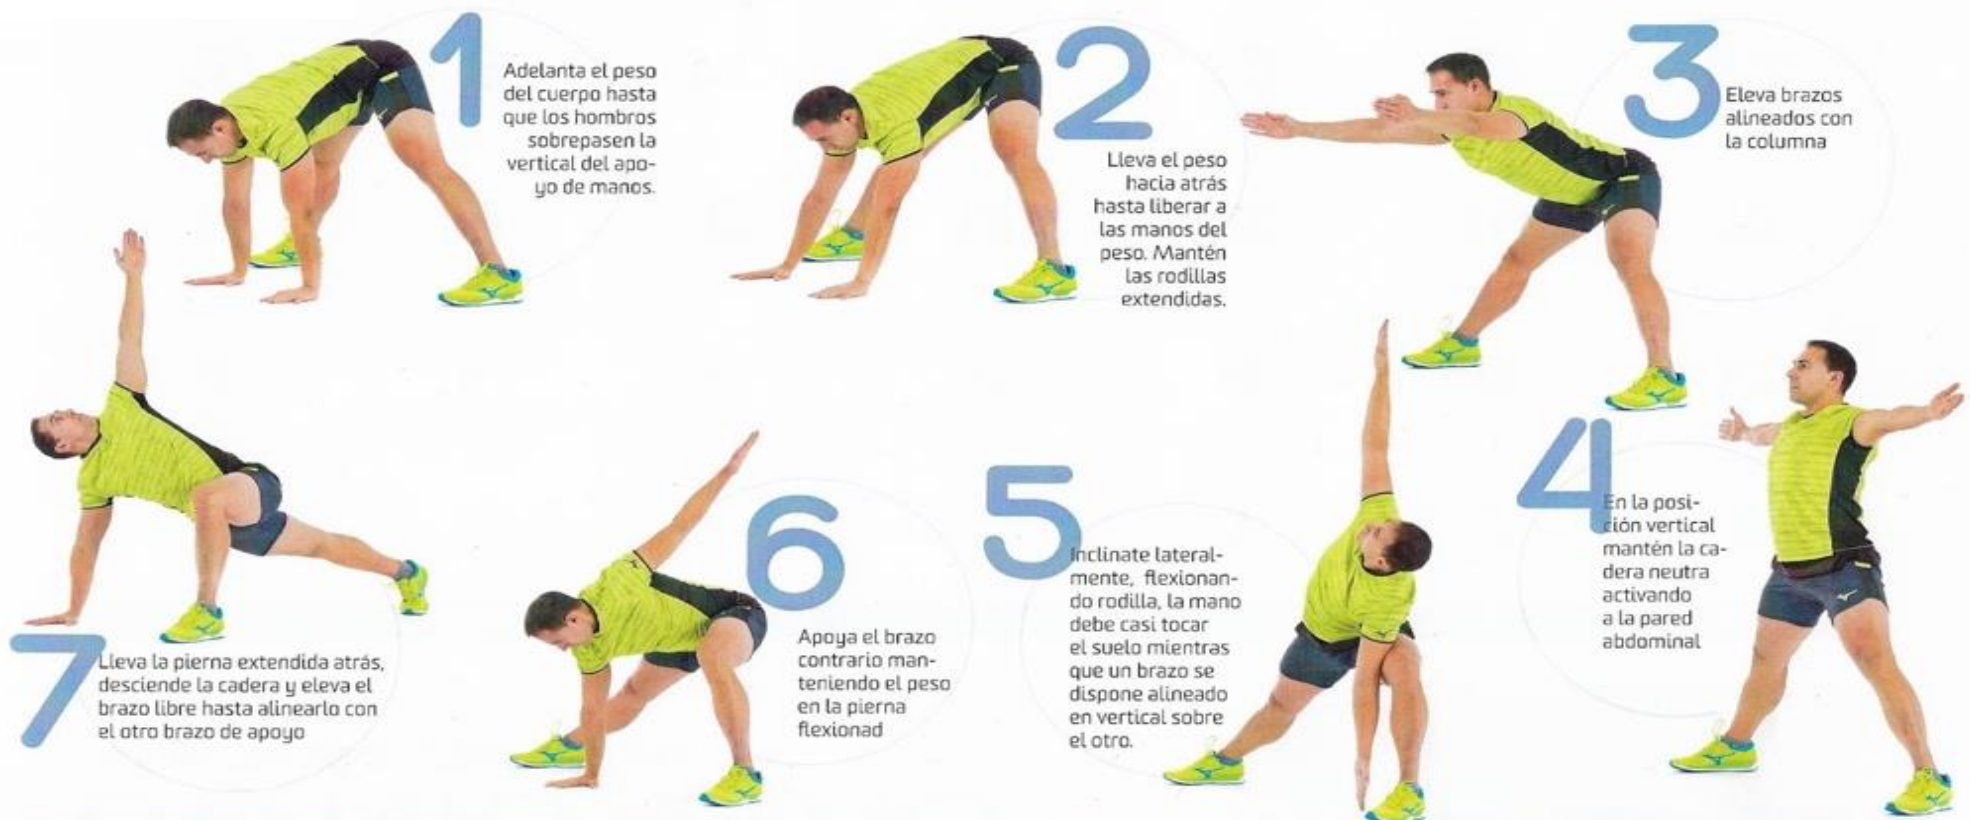 1
Adelanta el peso
del cuerpo hasta
que los hombros
sobrepasen la
vertical del apo-
yo de manos.
2
Lleva el peso
hacia atrás
hasta liberar a
las manos del
peso. Mantén
las rodillas
extendidas.
3
Eleva brazos
alineados con
la columna
4
En la posi-
ción vertical
mantén la ca-
dera neutra
activando
a la pared
abdominal
5
Inclinate lateral-
mente, flexionan-
do rodilla, la mano
debe casi tocar
el suelo mientras
que un brazo se
dispone alineado
en vertical sobre
el otro.
6
Apoya el brazo
contrario man-
teniendo el peso
en la pierna
flexionad
7
Lleva la pierna extendida atrás,
desciende la cadera y eleva el
brazo libre hasta alinearlo con
el otro brazo de apoyo